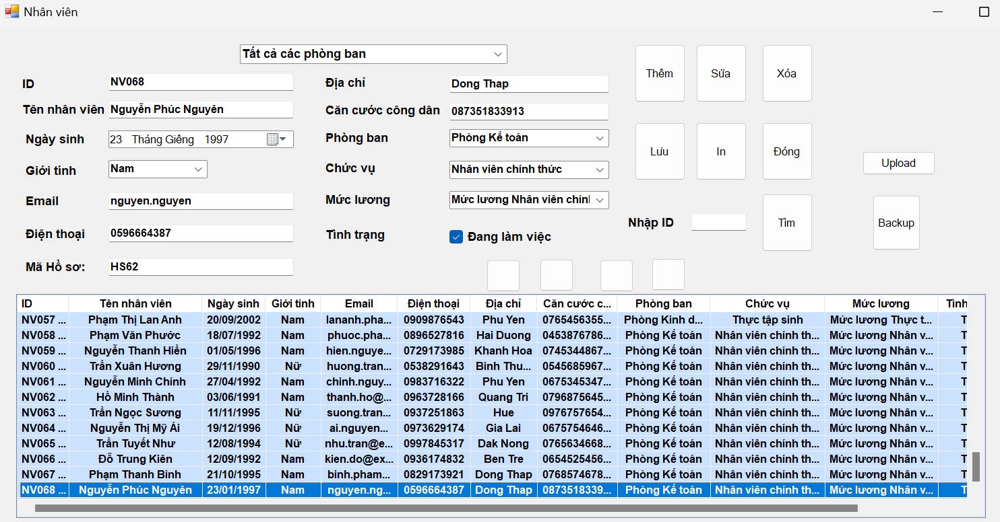 Nhân viên
Tất cả các phòng ban
Thêm Sửa Xóa
ID NV068 Địa chỉ Dong Thap
Tên nhân viên Nguyễn Phúc Nguyên Căn cước công dân 087351833913
Ngày sinh 23 Tháng Giêng 1997 Phòng ban Phòng Kế toán
Lưu In Đóng Upload
Giới tính Nam Chức vụ Nhân viên chính thức
Email nguyen.nguyen Mức lương Mức lương Nhân viên chính
Điện thoại 0596664387 Tình trạng Đang làm việc Nhập ID Tìm Backup
Mã Hồ sơ: HS62
ID Tên nhân viên Ngày sinh Giới tính Email Điện thoại Địa chỉ Căn cước c... Phòng ban Chức vụ Mức lương Tình
NV057 ... Phạm Thị Lan Anh 20/09/2002 Nam lananh.pha... 0909876543 Phu Yen 0765456355... Phòng Kinh d... Thực tập sinh Mức lương Thực t... T
NV058 ... Phạm Văn Phước 18/07/1992 Nam phuoc.pha... 0896527816 Hai Duong 0453876786... Phòng Kế toán Nhân viên chính th... Mức lương Nhân v... T
NV059 ... Nguyễn Thanh Hiền 01/05/1996 Nam hien.nguye... 0729173985 Khanh Hoa 0745344867... Phòng Kế toán Nhân viên chính th... Mức lương Nhân v... T
NV060 ... Trần Xuân Hương 29/11/1990 Nữ huong.tran... 0538291643 Binh Thu... 0545685967... Phòng Kế toán Nhân viên chính th... Mức lương Nhân v... T
NV061 ... Nguyễn Minh Chính 27/04/1992 Nam chinh.nguy... 0983716322 Phu Yen 0675345347... Phòng Kế toán Nhân viên chính th... Mức lương Nhân v... T
NV062 ... Hồ Minh Thành 03/06/1991 Nam thanh.ho@... 0963728166 Quang Tri 0796875645... Phòng Kế toán Nhân viên chính th... Mức lương Nhân v... T
NV063 ... Trần Ngọc Sương 11/11/1995 Nữ suong.tran... 0937251863 Hue 0976757654... Phòng Kế toán Nhân viên chính th... Mức lương Nhân v... T
NV064 ... Nguyễn Thị Mỹ Ái 19/12/1996 Nữ ai.nguyen... 0973629174 Gia Lai 0675754646... Phòng Kế toán Nhân viên chính th... Mức lương Nhân v... T
NV065 ... Trần Tuyết Như 12/08/1994 Nữ nhu.tran@e... 0997845317 Dak Nong 0765634668... Phòng Kế toán Nhân viên chính th... Mức lương Nhân v... T
NV066 ... Đỗ Trung Kiên 12/09/1992 Nam kien.do@ex... 0936174832 Ben Tre 0654525456... Phòng Kế toán Nhân viên chính th... Mức lương Nhân v... T
NV067 ... Phạm Thanh Bình 21/10/1995 Nam binh.pham... 0829173921 Dong Thap 0768574678... Phòng Kế toán Nhân viên chính th... Mức lương Nhân v... T
NV068 ... Nguyễn Phúc Nguyên 23/01/1997 Nam nguyen.ng... 0596664387 Dong Thap 0873518339... Phòng Kế toán Nhân viên chính th... Mức lương Nhân v... T